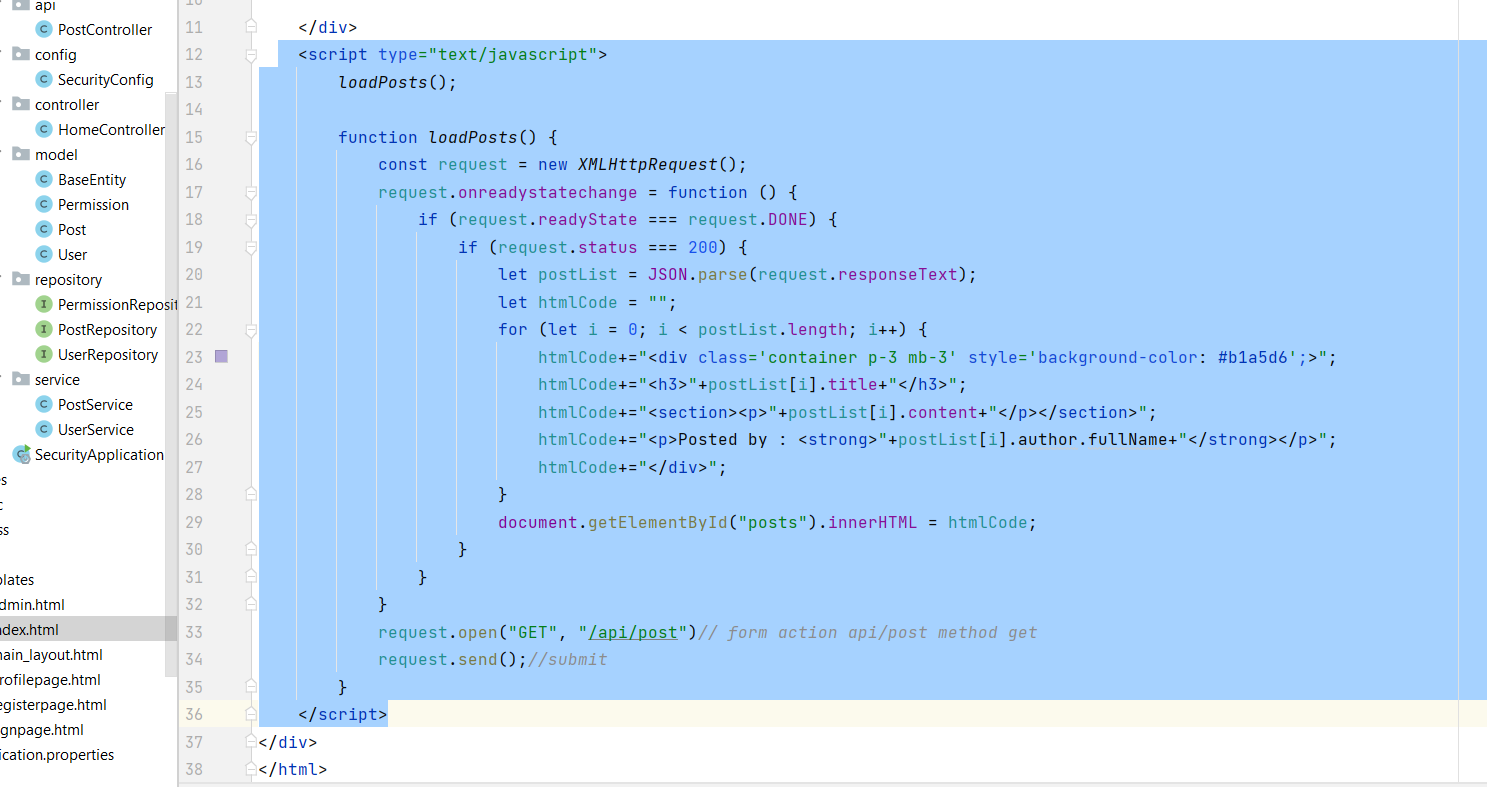 api
PostController
config
SecurityConfig
controller
HomeController
model
BaseEntity
Permission
Post
User
repository
PermissionReposit
PostRepository
UserRepository
service
PostService
UserService
SecurityApplication
es
c
ss
plates
dmin.html
ndex.html
nain_layout.html
rofilepage.html
egisterpage.html
gnpage.html
ication.properties
10
11 </div>
12 <script type="text/javascript">
13 loadPosts();
14
15 function loadPosts() {
16 const request = new XMLHttpRequest();
17 request.onreadystatechange = function () {
18 if (request.readyState === request.DONE) {
19 if (request.status === 200) {
20 let postList = JSON.parse(request.responseText);
21 let htmlCode = "";
22 for (let i = 0; i < postList.length; i++) {
23 htmlCode+="<div class='container p-3 mb-3' style='background-color: #b1a5d6';>";
24 htmlCode+="<h3>"+postList[i].title+"</h3>";
25 htmlCode+="<section><p>"+postList[i].content+"</p></section>";
26 htmlCode+="<p>Posted by : <strong>"+postList[i].author.fullName+"</strong></p>";
27 htmlCode+="</div>";
28 }
29 document.getElementById("posts").innerHTML = htmlCode;
30 }
31 }
32 }
33 request.open("GET", "/api/post")// form action api/post method get
34 request.send();//submit
35 }
36 </script>
37 </div>
38 </html>